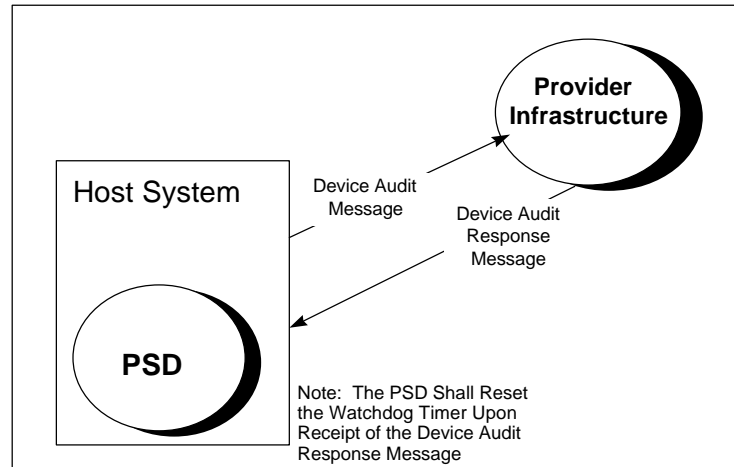 Provider
Infrastructure
Host System
Device Audit
Message
Device Audit
Response
Message
PSD
Note: The PSD Shall Reset
the Watchdog Timer Upon
Receipt of the Device Audit
Response Message